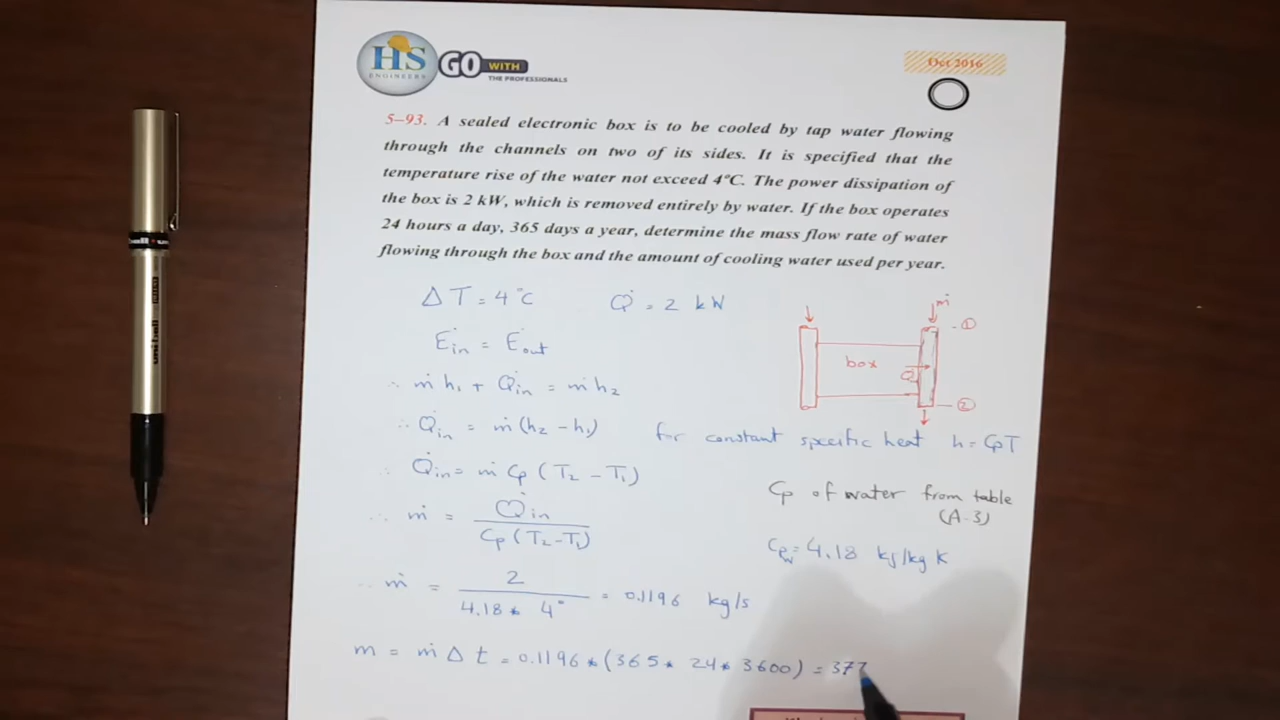 HS
ENGINEERS
GO WITH
THE PROFESSIONALS
Oct 2016
5–93. A sealed electronic box is to be cooled by tap water flowing
through the channels on two of its sides. It is specified that the
temperature rise of the water not exceed 4°C. The power dissipation of
the box is 2 kW, which is removed entirely by water. If the box operates
24 hours a day, 365 days a year, determine the mass flow rate of water
flowing through the box and the amount of cooling water used per year.
Δ T = 4 °C Q̇ = 2 kW
Ėin = Ėout
∴ ṁ h1 + Q̇in = ṁ h2
∴ Q̇in = ṁ (h2 – h1) for constant specific heat h = Cp T
∴ Q̇in = ṁ Cp (T2 – T1)
∴ ṁ = Q̇in / Cp (T2 – T1)
∴ ṁ = 2 / 4.18 * 4° = 0.1196 kg/s
m = ṁ Δ t = 0.1196 * (365 * 24 * 3600) = 377
ṁ
①
box
Q̇
②
Cp of water from table
(A.3)
Cpw = 4.18 kJ/kg K